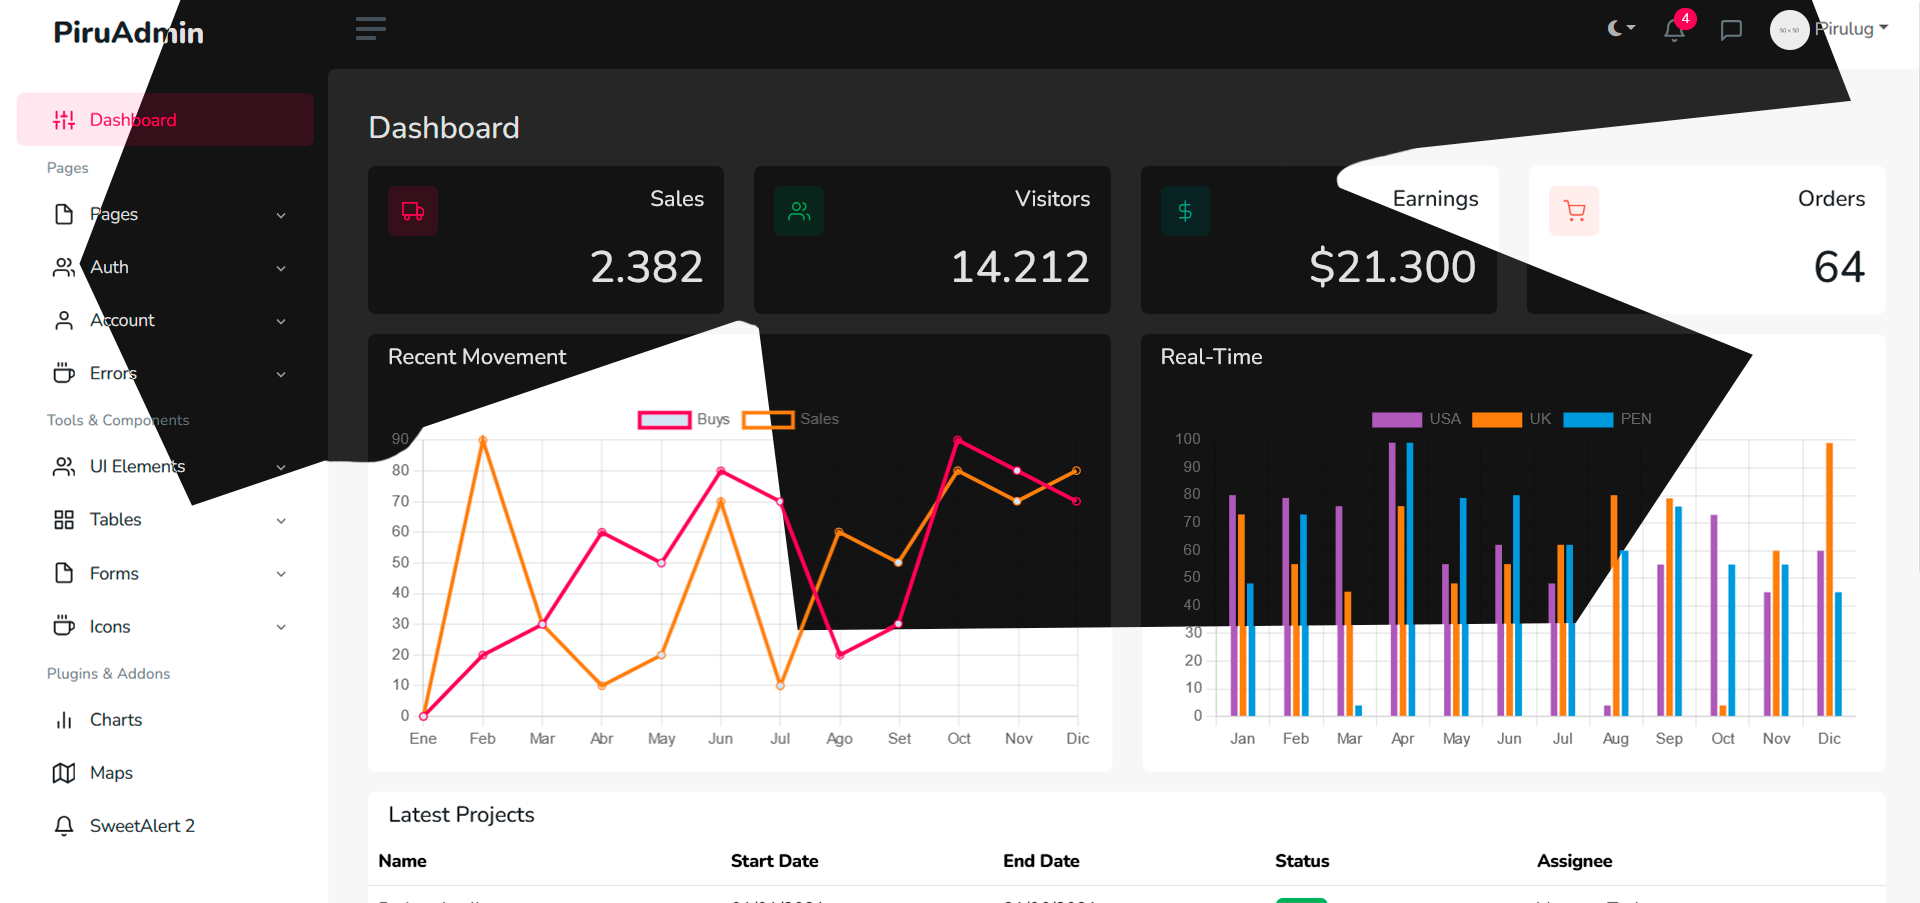 PiruAdmin
4
50 × 50
Pirulug
Dashboard
Pages
Pages
Auth
Account
Errors
Tools & Components
UI Elements
Tables
Forms
Icons
Plugins & Addons
Charts
Maps
SweetAlert 2
Dashboard
Sales
2.382
Visitors
14.212
Earnings
$21.300
Orders
64
Recent Movement
Buys Sales
90
80
70
60
50
40
30
20
10
0
Ene Feb Mar Abr May Jun Jul Ago Set Oct Nov Dic
Real-Time
USA UK PEN
100
90
80
70
60
50
40
30
20
10
0
Jan Feb Mar Apr May Jun Jul Aug Sep Oct Nov Dic
Latest Projects
Name Start Date End Date Status Assignee